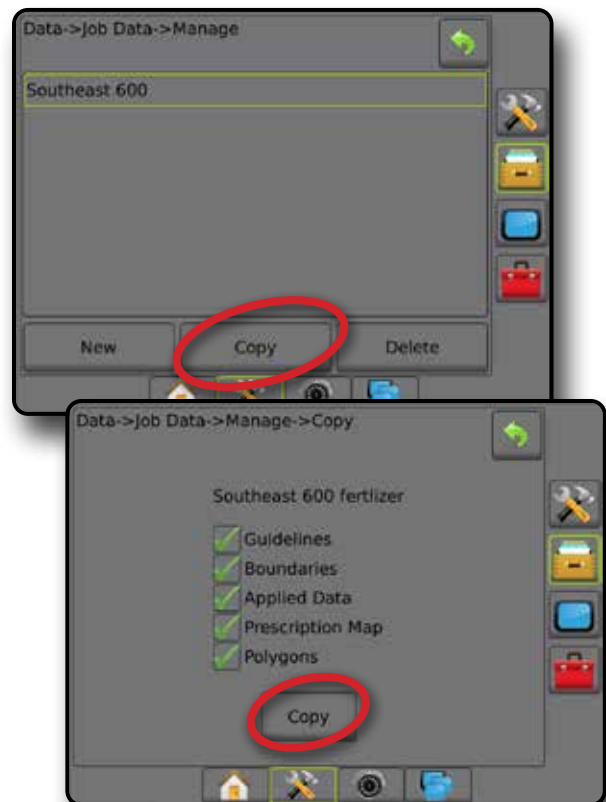 Data->Job Data->Manage
Southeast 600
New Copy Delete
Data->Job Data->Manage->Copy
Southeast 600 fertlizer
Guidelines
Boundaries
Applied Data
Prescription Map
Polygons
Copy